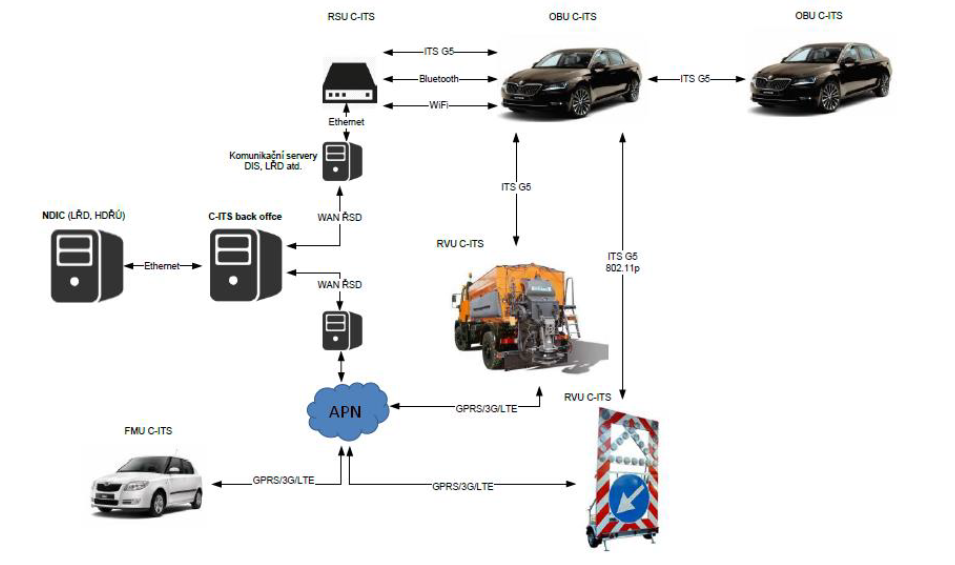 RSU C-ITS
OBU C-ITS
OBU C-ITS
ITS G5
Bluetooth
WiFi
ITS G5
Ethernet
Komunikační servery
DIS, LŘD atd.
ITS G5
NDIC (LŘD, HDŘÚ)
C-ITS back offce
WAN ŘSD
RVU C-ITS
Ethernet
ITS G5
802.11p
WAN ŘSD
APN
GPRS/3G/LTE
RVU C-ITS
FMU C-ITS
GPRS/3G/LTE
GPRS/3G/LTE